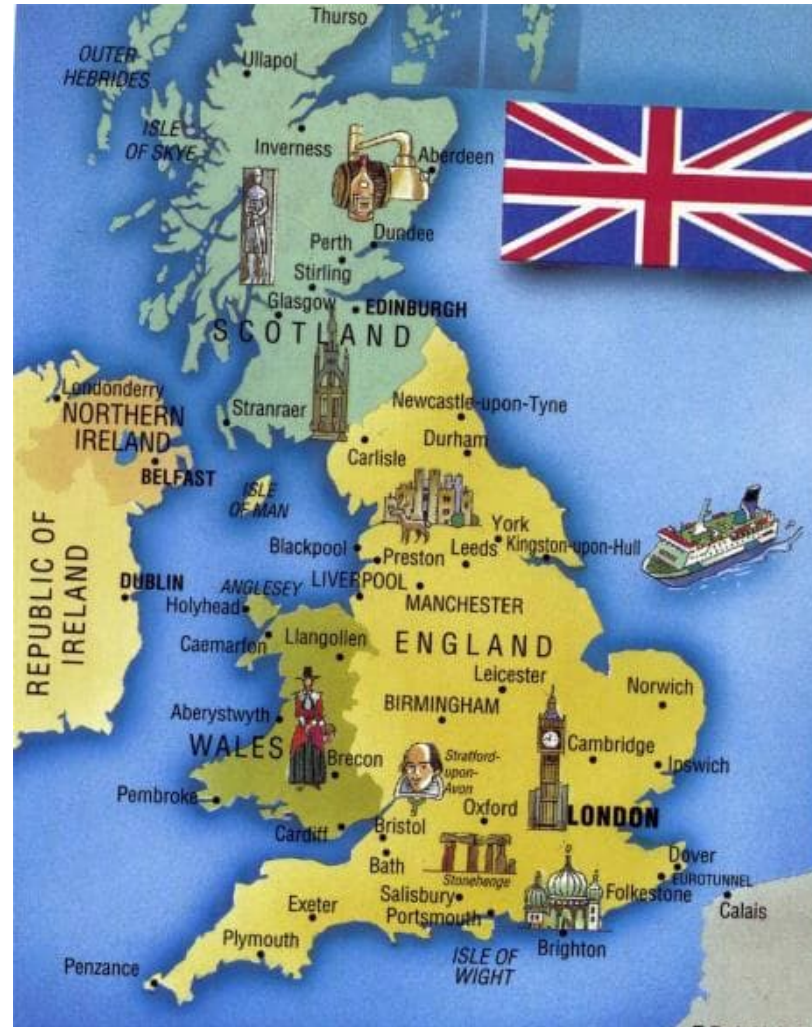 Thurso
OUTER
HEBRIDES
Ullapol
ISLE
OF SKYE
Inverness
Aberdeen
Dundee
Perth
Stirling
Glasgow
EDINBURGH
SCOTLAND
Londonderry
NORTHERN
IRELAND
BELFAST
Stranraer
Newcastle-upon-Tyne
Durham
Carlisle
ISLE
OF MAN
REPUBLIC OF
IRELAND
DUBLIN
Blackpool
Preston
Leeds
York
Kingston-upon-Hull
ANGLESEY
LIVERPOOL
MANCHESTER
Holyhead
Caemarfon
Llangollen
ENGLAND
Leicester
Norwich
Aberystwyth
BIRMINGHAM
WALES
Brecon
Stratford-
upon-
Avon
Cambridge
Ipswich
Pembroke
Oxford
LONDON
Cardiff
Bristol
Bath
Stonehenge
Dover
EUROTUNNEL
Folkestone
Calais
Salisbury
Portsmouth
Exeter
Plymouth
Brighton
ISLE OF
WIGHT
Penzance